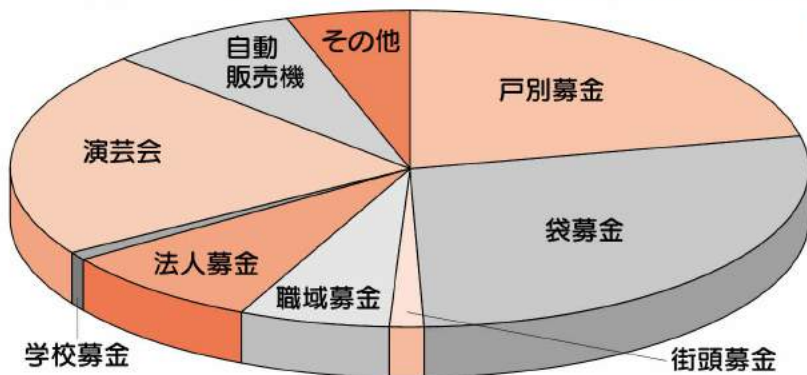 その他
自動
販売機
戸別募金
演芸会
袋募金
法人募金
職域募金
学校募金
街頭募金